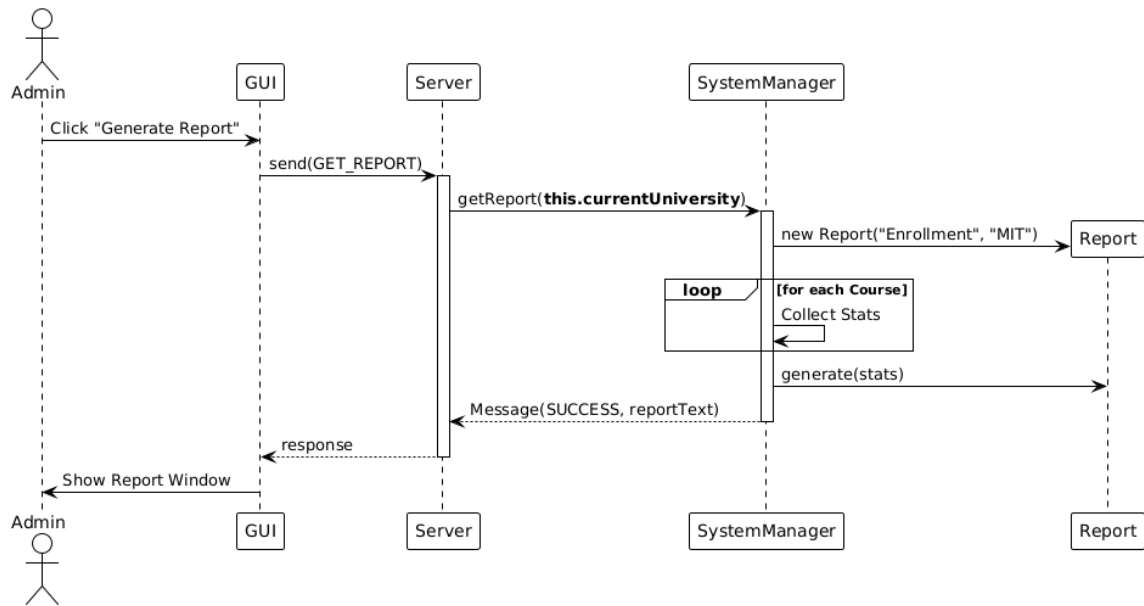 Admin
GUI
Server
SystemManager
Click "Generate Report"
send(GET_REPORT)
getReport(this.currentUniversity)
new Report("Enrollment", "MIT")
Report
loop
[for each Course]
Collect Stats
generate(stats)
Message(SUCCESS, reportText)
response
Show Report Window
Admin
GUI
Server
SystemManager
Report